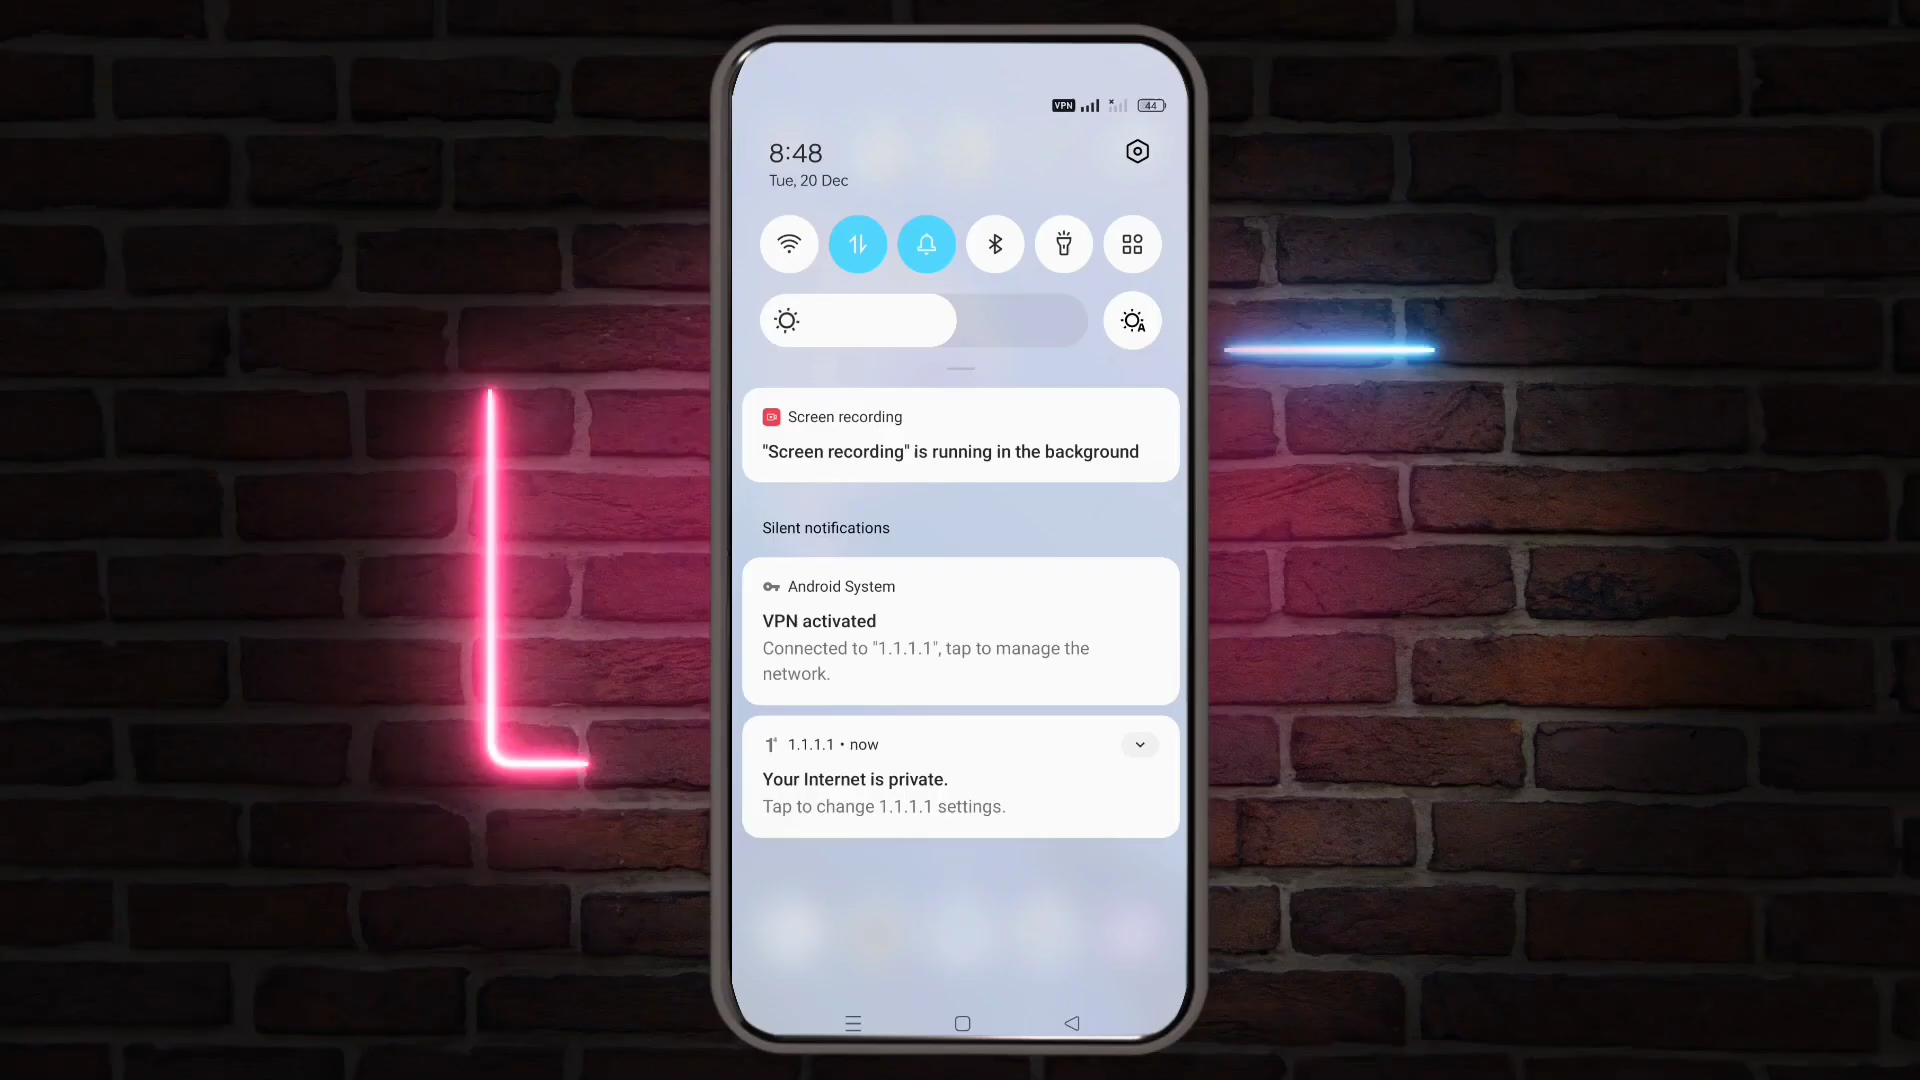 VPN 44
8:48
Tue, 20 Dec
A
Screen recording
"Screen recording" is running in the background
Silent notifications
Android System
VPN activated
Connected to "1.1.1.1", tap to manage the
network.
1.1.1.1 • now
Your Internet is private.
Tap to change 1.1.1.1 settings.